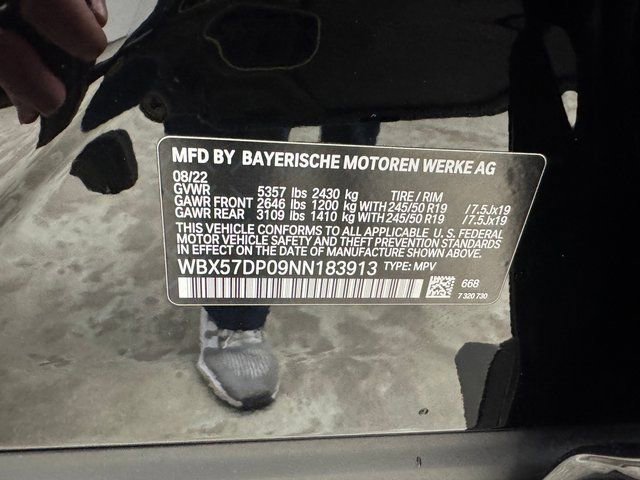 MFD BY BAYERISCHE MOTOREN WERKE AG
08/22
GVWR 5357 lbs 2430 kg TIRE / RIM
GAWR FRONT 2646 lbs 1200 kg WITH 245/50 R19 /7.5Jx19
GAWR REAR 3109 lbs 1410 kg WITH 245/50 R19 /7.5Jx19
THIS VEHICLE CONFORMS TO ALL APPLICABLE U.S. FEDERAL
MOTOR VEHICLE SAFETY AND THEFT PREVENTION STANDARDS
IN EFFECT ON THE DATE OF MANUFACTURE SHOWN ABOVE.
WBX57DP09NN183913 TYPE: MPV
668
7 320 730